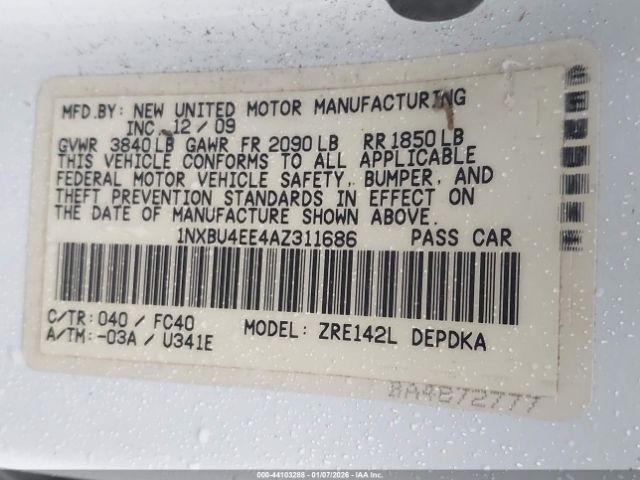 MFD.BY: NEW UNITED MOTOR MANUFACTURING
INC. 12 / 09
GVWR 3840 LB GAWR FR 2090 LB RR 1850 LB
THIS VEHICLE CONFORMS TO ALL APPLICABLE
FEDERAL MOTOR VEHICLE SAFETY, BUMPER, AND
THEFT PREVENTION STANDARDS IN EFFECT ON
THE DATE OF MANUFACTURE SHOWN ABOVE.
1NXBU4EE4AZ311686 PASS CAR
C/TR: 040 / FC40
A/TM: -03A / U341E
MODEL: ZRE142L DEPDKA
BA4872777
000-44103288 - 01/07/2026 - IAA Inc.